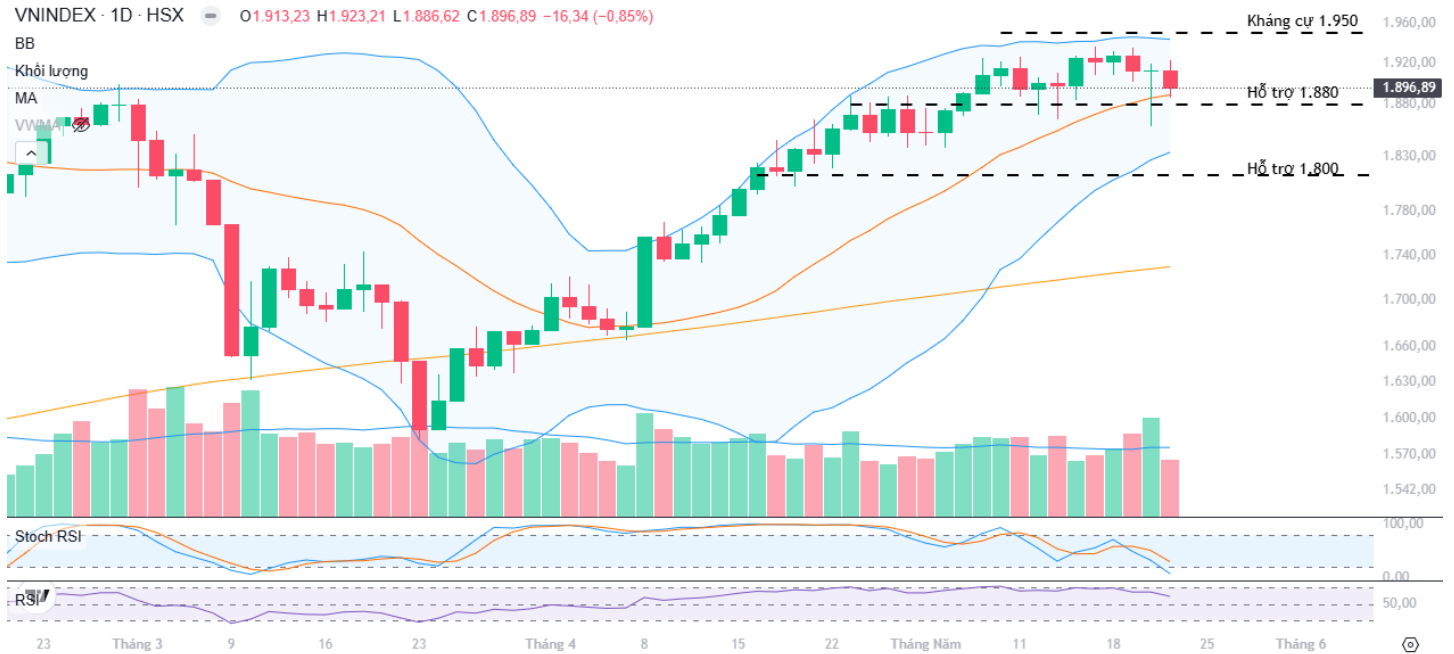 VNINDEX · 1D · HSX O1.913,23 H1.923,21 L1.886,62 C1.896,89 −16,34 (−0,85%)
BB
Khối lượng
MA
VWMA
Kháng cự 1.950
Hỗ trợ 1.880
Hỗ trợ 1.800
1.960,00
1.920,00
1.896,89
1.880,00
1.830,00
1.780,00
1.740,00
1.700,00
1.660,00
1.630,00
1.600,00
1.570,00
1.542,00
Stoch RSI
100,00
0,00
RSI
50,00
23 Tháng 3 9 16 23 Tháng 4 8 15 22 Tháng Năm 11 18 25 Tháng 6